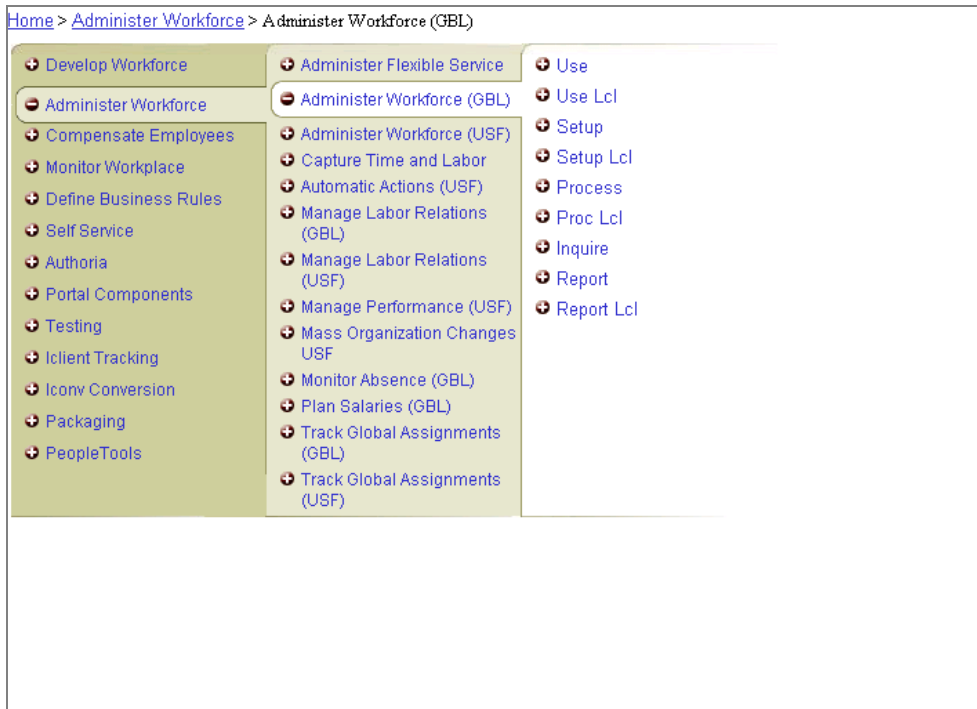 Home > Administer Workforce > Administer Workforce (GBL)
Develop Workforce
Administer Workforce
Compensate Employees
Monitor Workplace
Define Business Rules
Self Service
Authoria
Portal Components
Testing
Iclient Tracking
Iconv Conversion
Packaging
PeopleTools
Administer Flexible Service
Administer Workforce (GBL)
Administer Workforce (USF)
Capture Time and Labor
Automatic Actions (USF)
Manage Labor Relations
(GBL)
Manage Labor Relations
(USF)
Manage Performance (USF)
Mass Organization Changes
USF
Monitor Absence (GBL)
Plan Salaries (GBL)
Track Global Assignments
(GBL)
Track Global Assignments
(USF)
Use
Use Lcl
Setup
Setup Lcl
Process
Proc Lcl
Inquire
Report
Report Lcl